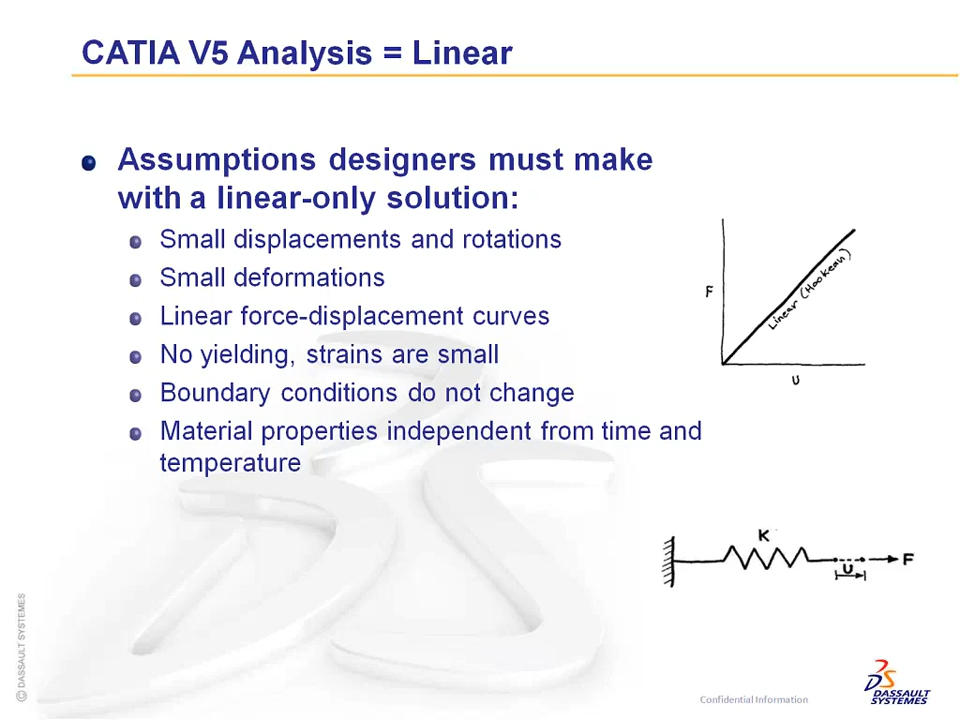 CATIA V5 Analysis = Linear
Assumptions designers must make
with a linear-only solution:
Small displacements and rotations
Small deformations
Linear force-displacement curves
No yielding, strains are small
Boundary conditions do not change
Material properties independent from time and
temperature
F
Linear (Hookean)
U
K
U
F
© DASSAULT SYSTEMES
Confidential Information
DASSAULT
SYSTEMES